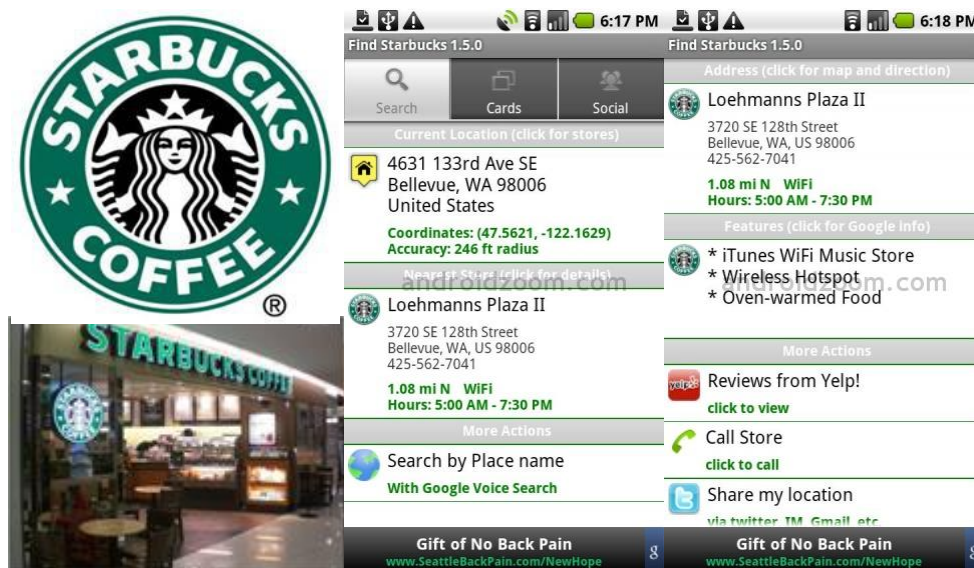 STARBUCKS
COFFEE
®
STARBUCKS COFFEE
STARBUCKS
COFFEE
6:17 PM
Find Starbucks 1.5.0
Search
Cards
Social
Current Location (click for stores)
4631 133rd Ave SE
Bellevue, WA 98006
United States
Coordinates: (47.5621, -122.1629)
Accuracy: 246 ft radius
Nearest Store (click for details)
androidzoom.com
Loehmanns Plaza II
3720 SE 128th Street
Bellevue, WA, US 98006
425-562-7041
1.08 mi N WiFi
Hours: 5:00 AM - 7:30 PM
More Actions
Search by Place name
With Google Voice Search
Gift of No Back Pain
www.SeattleBackPain.com/NewHope
g
6:18 PM
Find Starbucks 1.5.0
Address (click for map and direction)
Loehmanns Plaza II
3720 SE 128th Street
Bellevue, WA, US 98006
425-562-7041
1.08 mi N WiFi
Hours: 5:00 AM - 7:30 PM
Features (click for Google info)
* iTunes WiFi Music Store
* Wireless Hotspot
androidzoom.com
* Oven-warmed Food
More Actions
yelp
Reviews from Yelp!
click to view
Call Store
click to call
Share my location
via twitter, IM, Gmail, etc
Gift of No Back Pain
www.SeattleBackPain.com/NewHope